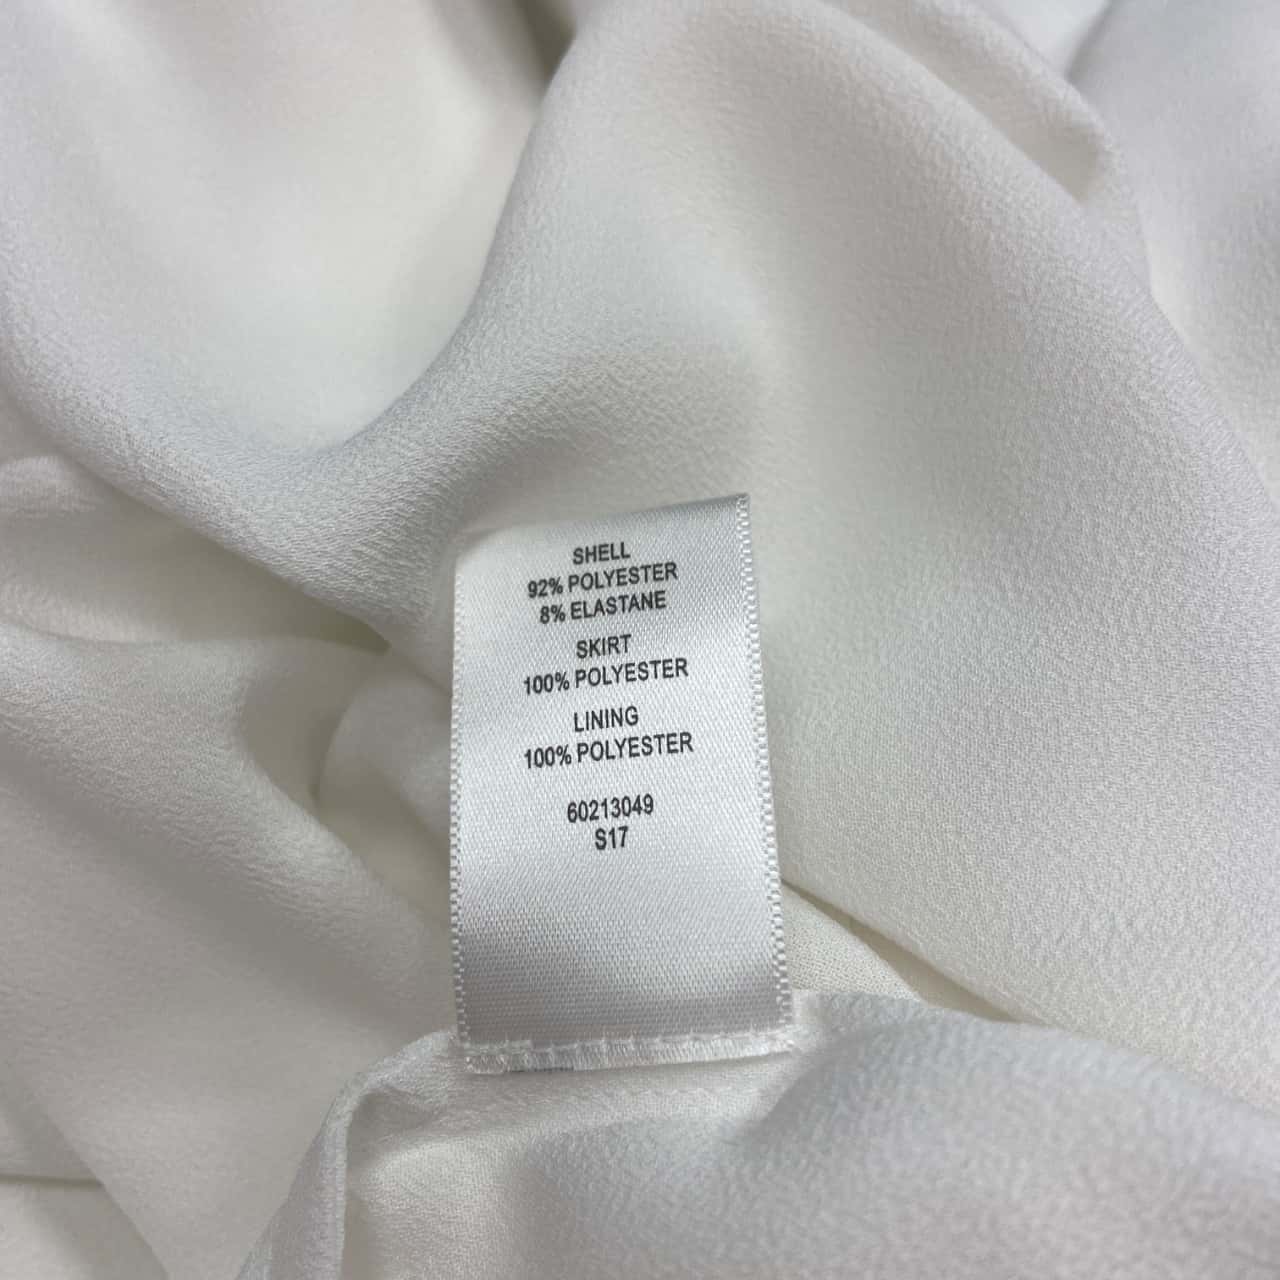 SHELL
92% POLYESTER
8% ELASTANE
SKIRT
100% POLYESTER
LINING
100% POLYESTER
60213049
S17